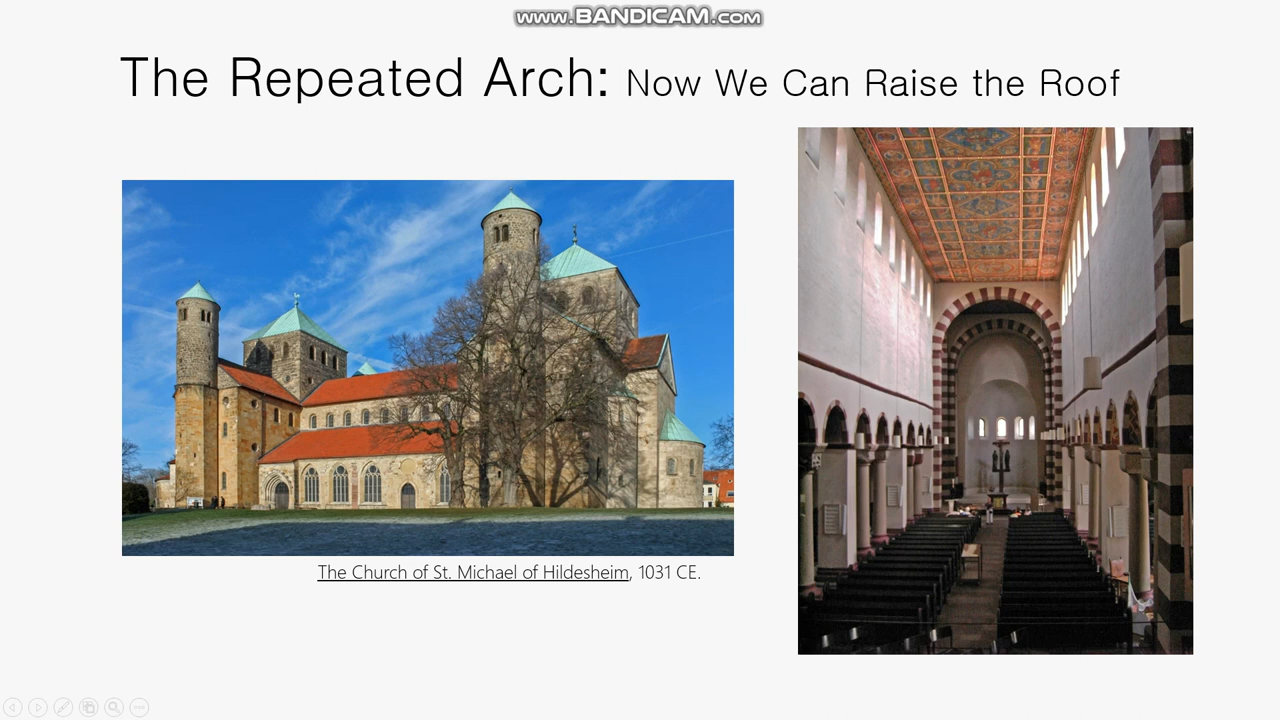 www.BANDICAM.com
The Repeated Arch: Now We Can Raise the Roof
The Church of St. Michael of Hildesheim, 1031 CE.